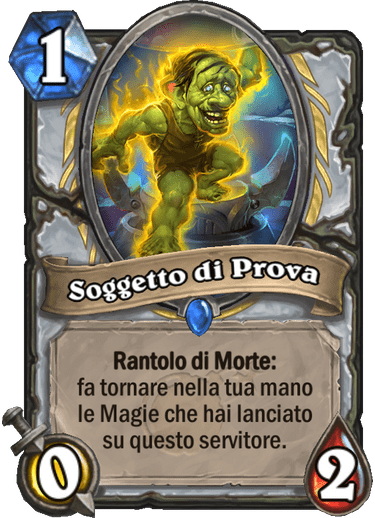 1
Soggetto di Prova
Rantolo di Morte:
fa tornare nella tua mano
le Magie che hai lanciato
su questo servitore.
0
2